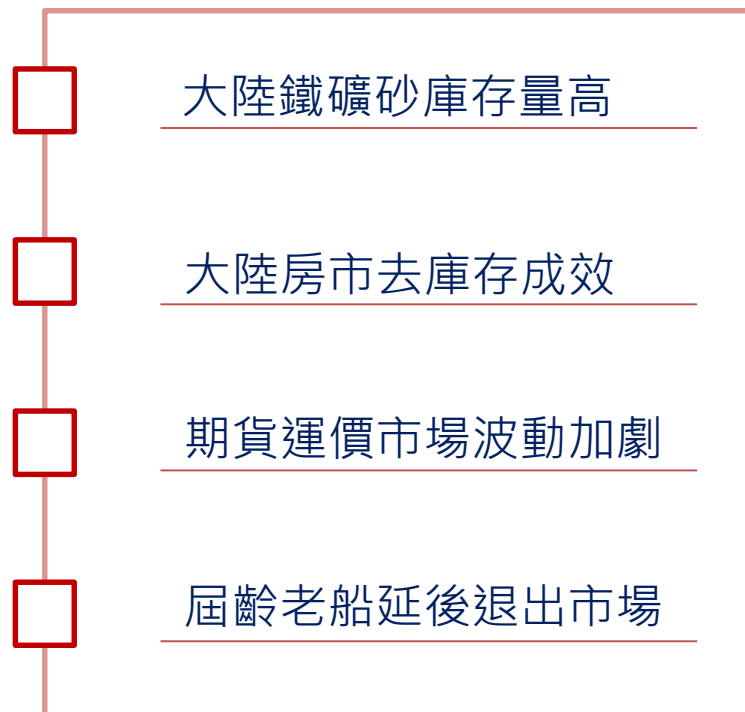 大陸鐵礦砂庫存量高
大陸房市去庫存成效
期貨運價市場波動加劇
屆齡老船延後退出市場